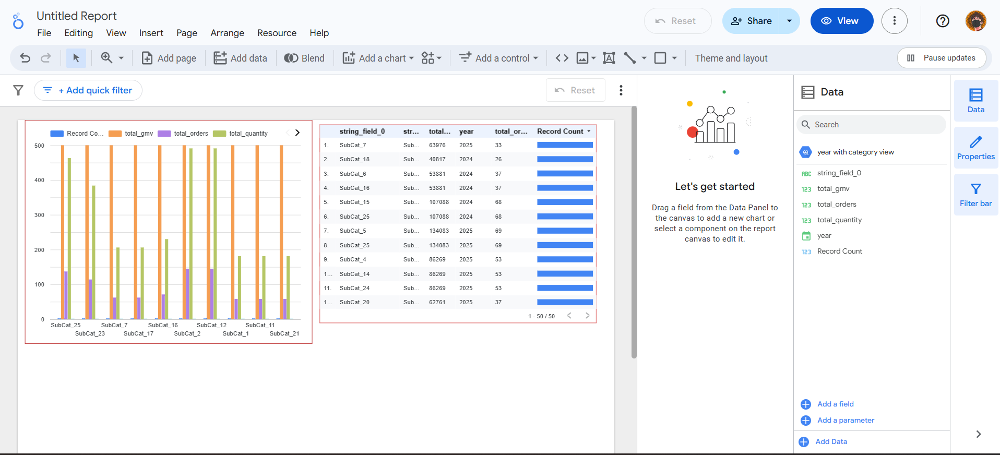 Untitled Report
File Editing View Insert Page Arrange Resource Help
Reset Share View
Add page Add data Blend Add a chart Add a control Theme and layout Pause updates
+ Add quick filter Reset
Record Co... total_gmv total_orders total_quantity
500
400
300
200
100
0
SubCat_25 SubCat_7 SubCat_16 SubCat_12 SubCat_11
SubCat_23 SubCat_17 SubCat_2 SubCat_1 SubCat_21
string_field_0 str... total... year total_or... Record Count
1. SubCat_7 Sub... 63976 2025 33
2. SubCat_18 Sub... 40817 2024 26
3. SubCat_6 Sub... 53881 2024 37
4. SubCat_16 Sub... 53881 2024 37
5. SubCat_15 Sub... 107088 2024 68
6. SubCat_25 Sub... 107088 2024 68
7. SubCat_5 Sub... 134083 2025 69
8. SubCat_25 Sub... 134083 2025 69
9. SubCat_4 Sub... 86269 2025 53
1... SubCat_14 Sub... 86269 2025 53
11. SubCat_24 Sub... 86269 2025 53
1... SubCat_20 Sub... 62761 2025 37
1 - 50 / 50
Let's get started
Drag a field from the Data Panel to
the canvas to add a new chart or
select a component on the report
canvas to edit it.
Data
Search
year with category view
ABC string_field_0
123 total_gmv
123 total_orders
123 total_quantity
year
123 Record Count
Add a field
Add a parameter
Add Data
Data
Properties
Filter bar